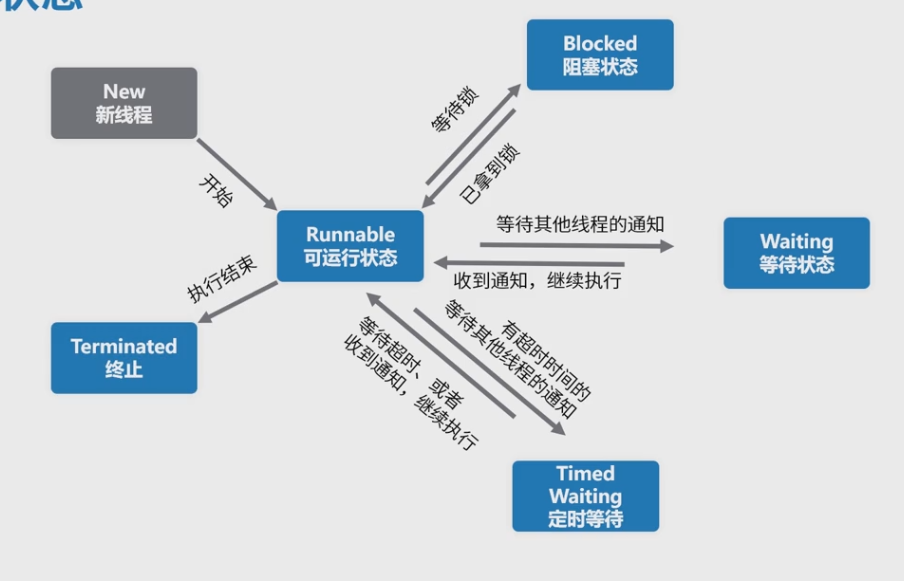 状态
Blocked
阻塞状态
New
新线程
等待锁
已拿到锁
开始
Runnable
可运行状态
等待其他线程的通知
收到通知，继续执行
Waiting
等待状态
执行结束
Terminated
终止
等待超时、或者
收到通知，继续执行
有超时时间的
等待其他线程的通知
Timed
Waiting
定时等待